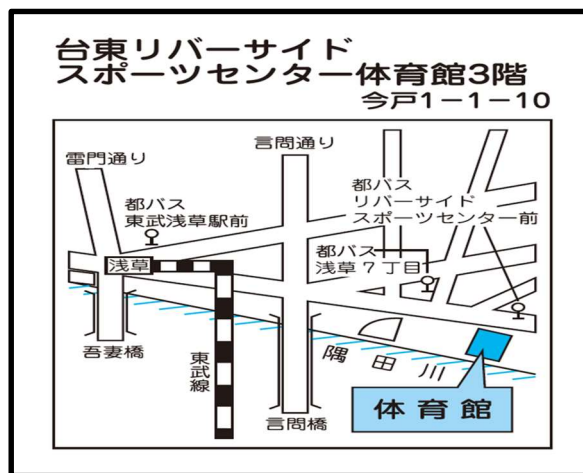 台東リバーサイド
スポーツセンター体育館3階
今戸1－1－10
雷門通り
言問通り
都バス
東武浅草駅前
都バス
リバーサイド
スポーツセンター前
都バス
浅草7丁目
浅草
吾妻橋
東武線
言問橋
隅田川
体育館